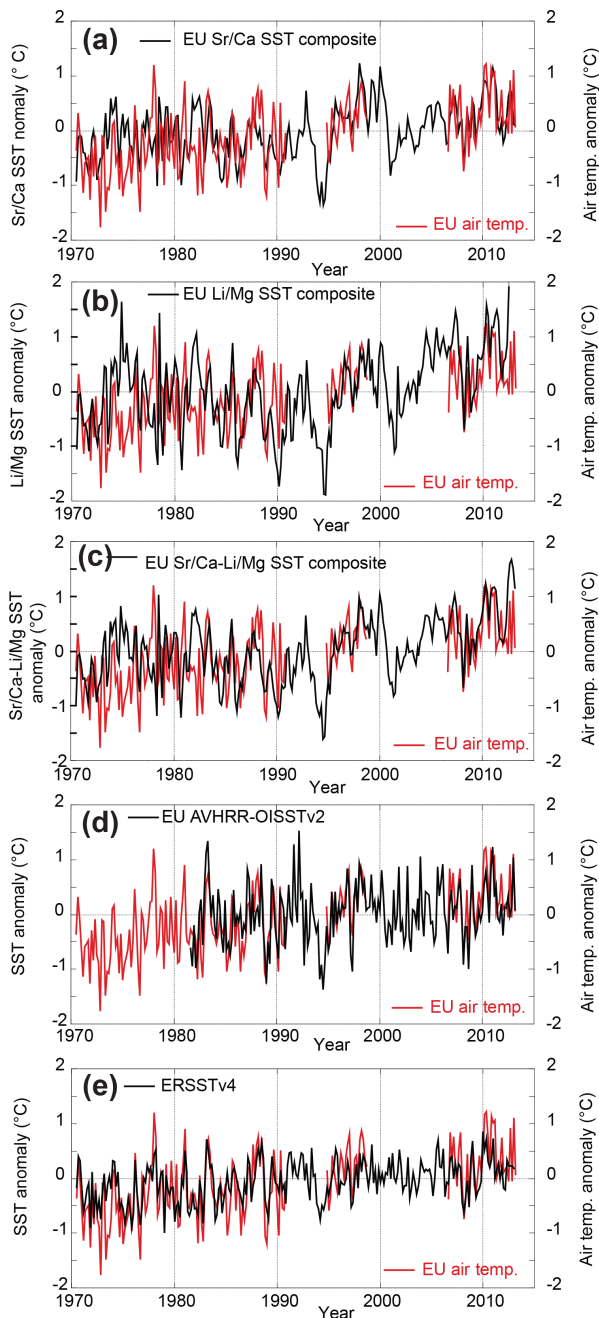 (a)
EU Sr/Ca SST composite
Sr/Ca SST nomaly (° C)
Air temp. anomaly (° C)
2
1
0
-1
-2
2
1
0
-1
-2
EU air temp.
1970 1980 1990 2000 2010
Year
(b)
EU Li/Mg SST composite
Li/Mg SST anomaly (°C)
Air temp. anomaly (°C)
2
1
0
-1
-2
2
1
0
-1
-2
EU air temp.
1970 1980 1990 2000 2010
Year
(c)
EU Sr/Ca-Li/Mg SST composite
Sr/Ca-Li/Mg SST
anomaly (°C)
Air temp. anomaly (°C)
2
1
0
-1
-2
2
1
0
-1
-2
EU air temp.
1970 1980 1990 2000 2010
Year
(d)
EU AVHRR-OISSTv2
SST anomaly (°C)
Air temp. anomaly (°C)
2
1
0
-1
-2
2
1
0
-1
-2
EU air temp.
1970 1980 1990 2000 2010
Year
(e)
ERSSTv4
SST anomaly (°C)
Air temp. anomaly (°C)
2
1
0
-1
-2
2
1
0
-1
-2
EU air temp.
1970 1980 1990 2000 2010
Year